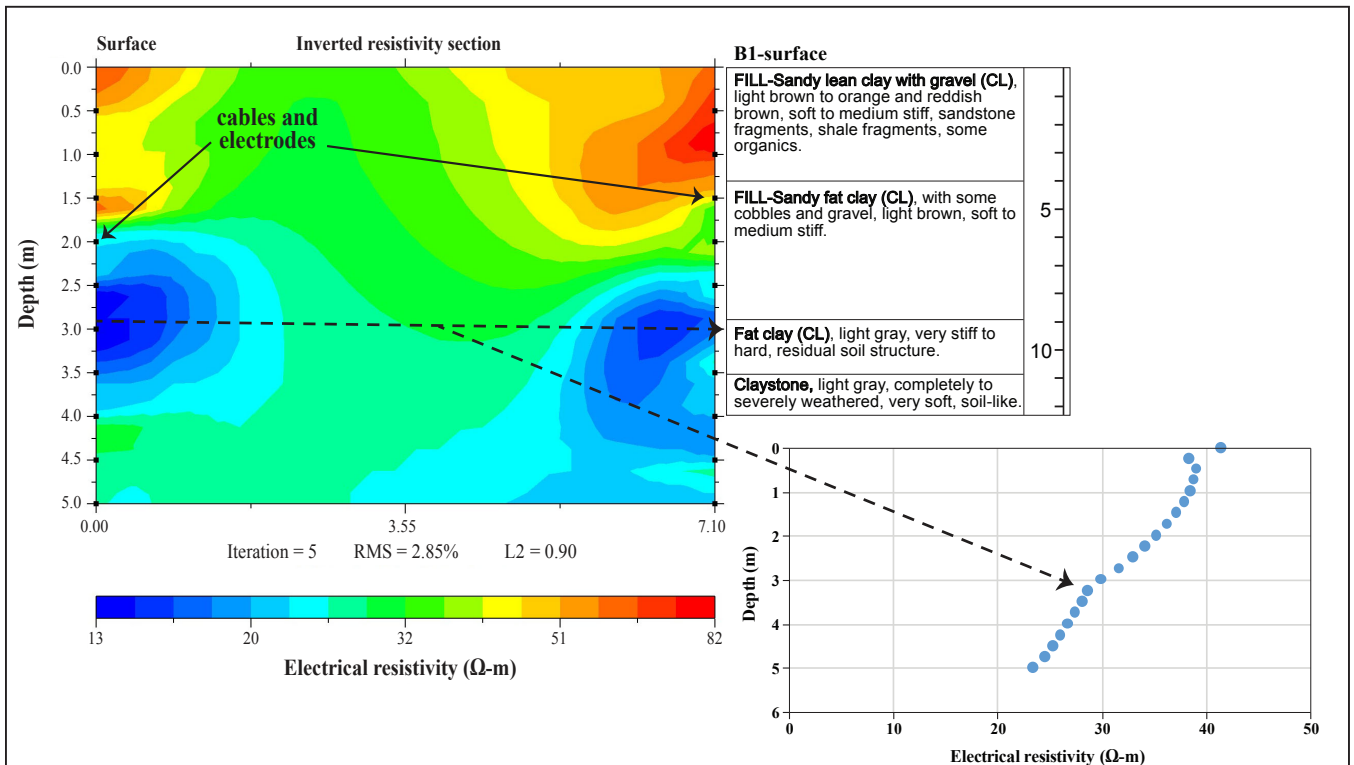 Surface
Inverted resistivity section
0.0
0.5
1.0
1.5
2.0
2.5
3.0
3.5
4.0
4.5
5.0
Depth (m)
cables and
electrodes
0.00
3.55
7.10
Iteration = 5
RMS = 2.85%
L2 = 0.90
13
20
32
51
82
Electrical resistivity (Ω-m)
B1-surface
FILL-Sandy lean clay with gravel (CL),
light brown to orange and reddish
brown, soft to medium stiff, sandstone
fragments, shale fragments, some
organics.
FILL-Sandy fat clay (CL), with some
cobbles and gravel, light brown, soft to
medium stiff.
Fat clay (CL), light gray, very stiff to
hard, residual soil structure.
Claystone, light gray, completely to
severely weathered, very soft, soil-like.
5
10
0
1
2
3
4
5
6
Depth (m)
0
10
20
30
40
50
Electrical resistivity (Ω-m)